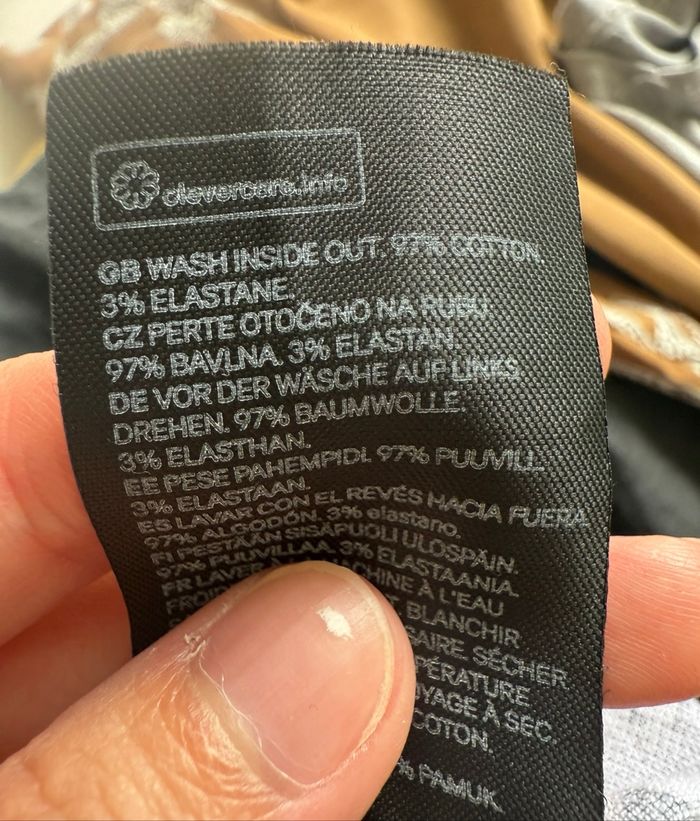 clevercare.info
GB WASH INSIDE OUT. 97% COTTON.
3% ELASTANE.
CZ PERTE OTOČENO NA RUBU.
97% BAVLNA, 3% ELASTAN.
DE VOR DER WÄSCHE AUF LINKS
DREHEN. 97% BAUMWOLLE.
3% ELASTHAN.
EE PESE PAHEMPIDI. 97% PUUVILL.
3% ELASTAAN.
ES LAVAR CON EL REVÉS HACIA FUERA.
97% ALGODÓN. 3% elastano.
FI PESTÄÄN SISÄPUOLI ULOSPÄIN.
97% PUUVILLAA. 3% ELASTAANIA.
FR LAVER MACHINE À L'EAU
BLANCHIR
SÉCHER
À SEC.
COTON.
% PAMUK.